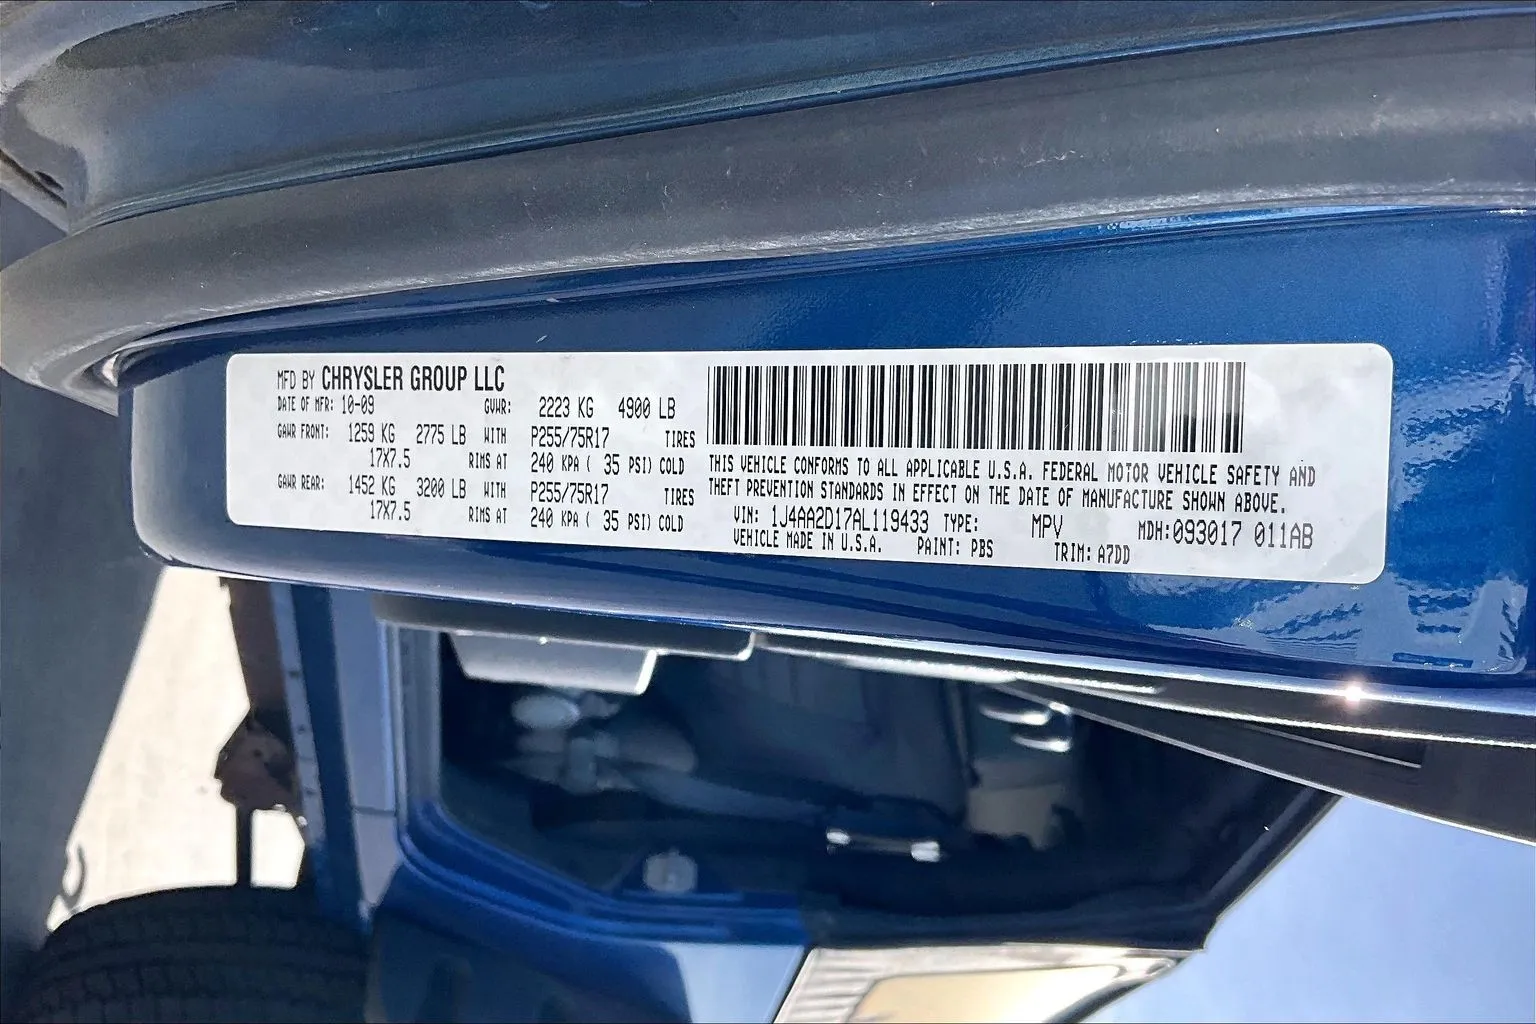 MFD BY CHRYSLER GROUP LLC
DATE OF MFR: 10-09 GVWR: 2223 KG 4900 LB
GAWR FRONT: 1259 KG 2775 LB WITH P255/75R17 TIRES
17X7.5 RIMS AT 240 KPA ( 35 PSI) COLD
GAWR REAR: 1452 KG 3200 LB WITH P255/75R17 TIRES
17X7.5 RIMS AT 240 KPA ( 35 PSI) COLD
THIS VEHICLE CONFORMS TO ALL APPLICABLE U.S.A. FEDERAL MOTOR VEHICLE SAFETY AND
THEFT PREVENTION STANDARDS IN EFFECT ON THE DATE OF MANUFACTURE SHOWN ABOVE.
VIN: 1J4AA2D17AL119433 TYPE: MPV MDH:093017 011AB
VEHICLE MADE IN U.S.A. PAINT: PBS TRIM: A7DD